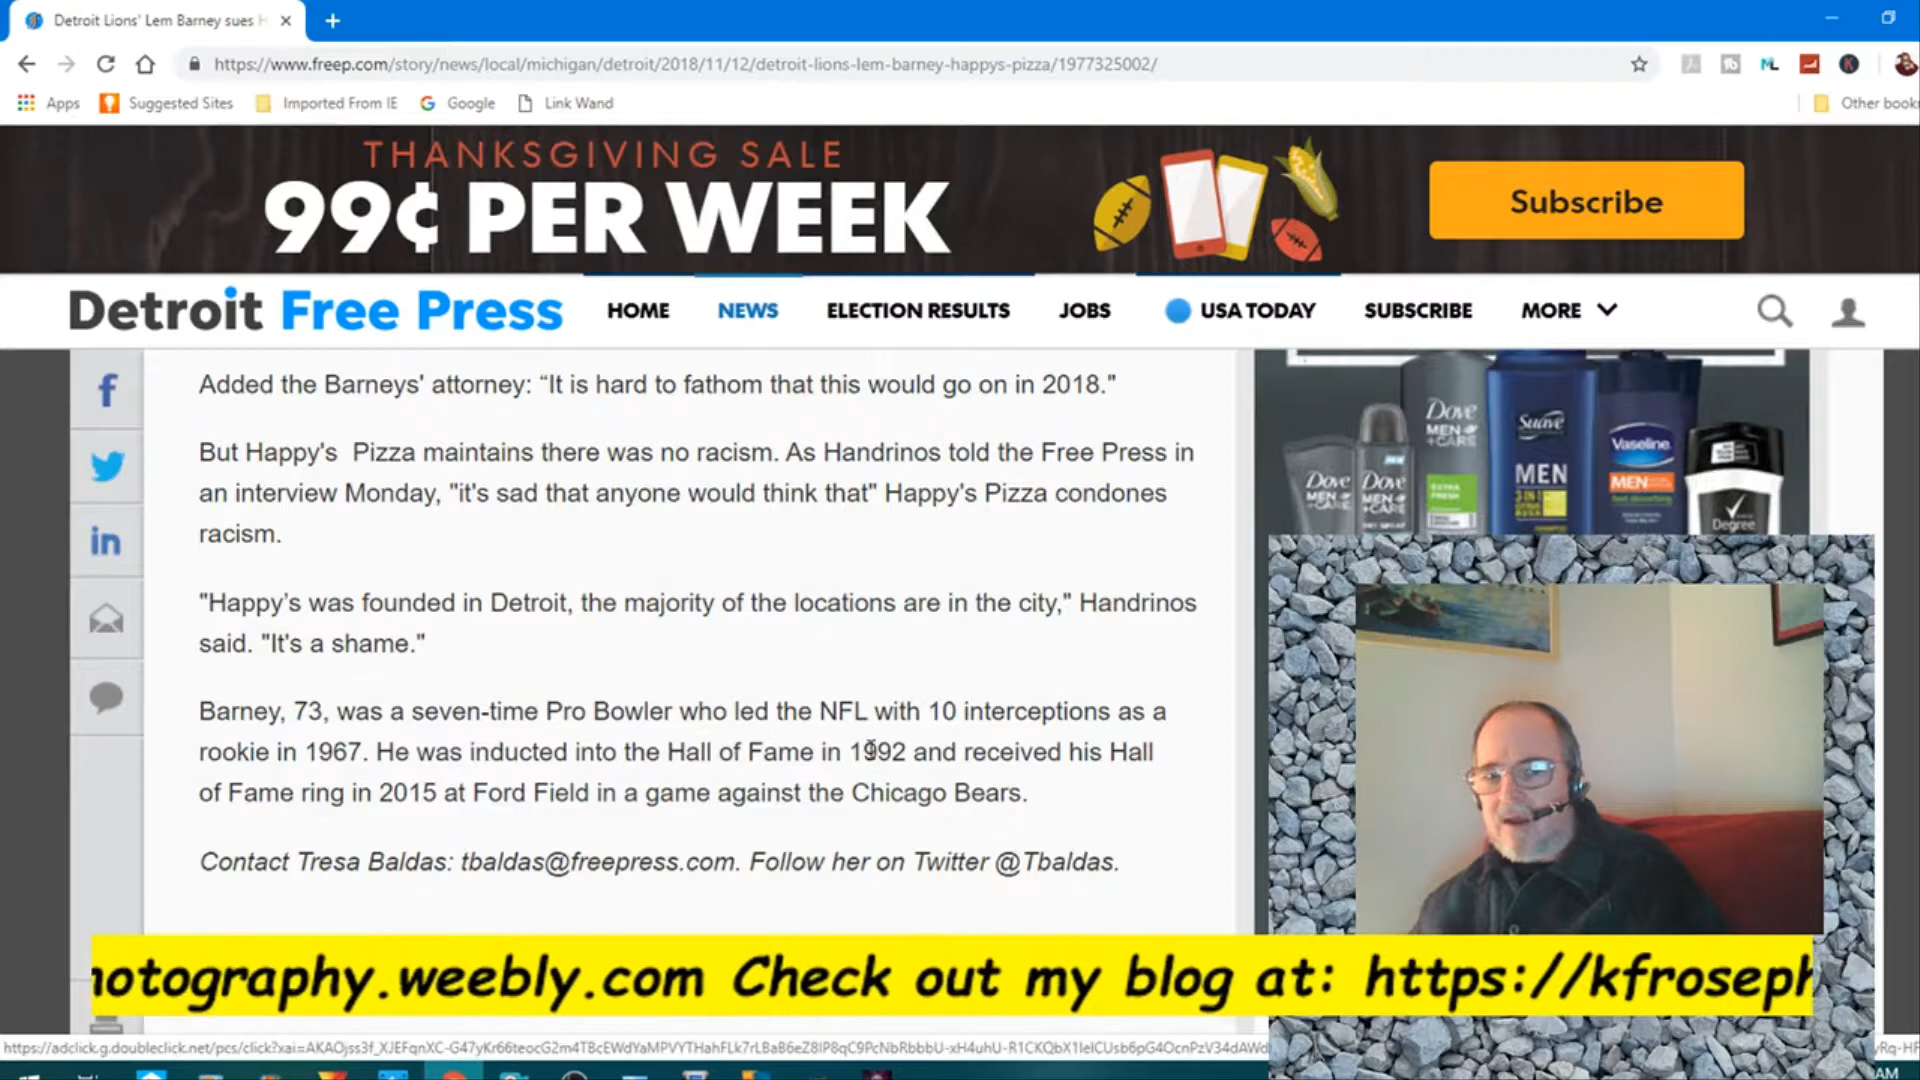 Detroit Lions' Lem Barney sues H
https://www.freep.com/story/news/local/michigan/detroit/2018/11/12/detroit-lions-lem-barney-happys-pizza/1977325002/
Apps Suggested Sites Imported From IE Google Link Wand Other book
THANKSGIVING SALE
99¢ PER WEEK
Subscribe
Detroit Free Press HOME NEWS ELECTION RESULTS JOBS USA TODAY SUBSCRIBE MORE
Added the Barneys' attorney: “It is hard to fathom that this would go on in 2018."
But Happy's Pizza maintains there was no racism. As Handrinos told the Free Press in
an interview Monday, "it's sad that anyone would think that" Happy's Pizza condones
racism.
"Happy’s was founded in Detroit, the majority of the locations are in the city," Handrinos
said. "It's a shame."
Barney, 73, was a seven-time Pro Bowler who led the NFL with 10 interceptions as a
rookie in 1967. He was inducted into the Hall of Fame in 1992 and received his Hall
of Fame ring in 2015 at Ford Field in a game against the Chicago Bears.
Contact Tresa Baldas: tbaldas@freepress.com. Follow her on Twitter @Tbaldas.
Dove
MEN
+CARE
EXTRA
FRESH
Dove
MEN
+CARE
Dove
MEN
+CARE
Suave
MEN
Vaseline
MEN
Degree
otography.weebly.com Check out my blog at: https://kfroseph
AM